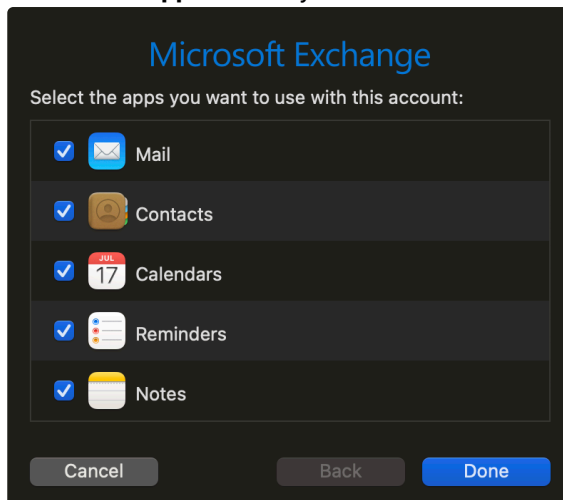 Microsoft Exchange
Select the apps you want to use with this account:
Mail
Contacts
JUL
17
Calendars
Reminders
Notes
Cancel
Back
Done